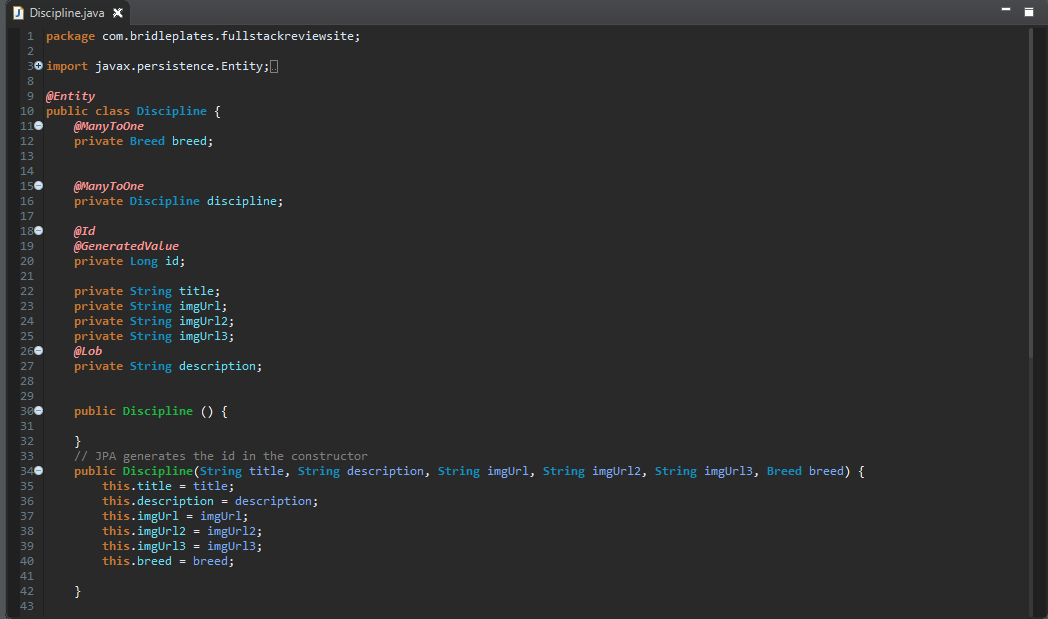 Discipline.java
1 package com.bridleplates.fullstackreviewsite;
2
3 import javax.persistence.Entity;
8
9 @Entity
10 public class Discipline {
11 @ManyToOne
12 private Breed breed;
13
14
15 @ManyToOne
16 private Discipline discipline;
17
18 @Id
19 @GeneratedValue
20 private Long id;
21
22 private String title;
23 private String imgUrl;
24 private String imgUrl2;
25 private String imgUrl3;
26 @Lob
27 private String description;
28
29
30 public Discipline () {
31
32 }
33 // JPA generates the id in the constructor
34 public Discipline(String title, String description, String imgUrl, String imgUrl2, String imgUrl3, Breed breed) {
35 this.title = title;
36 this.description = description;
37 this.imgUrl = imgUrl;
38 this.imgUrl2 = imgUrl2;
39 this.imgUrl3 = imgUrl3;
40 this.breed = breed;
41
42 }
43